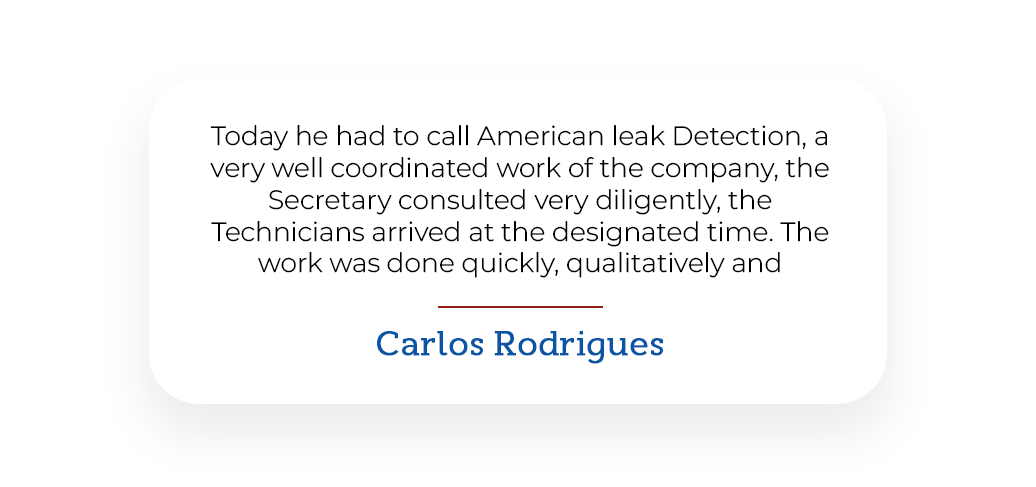 Today he had to call American leak Detection, a
very well coordinated work of the company, the
Secretary consulted very diligently, the
Technicians arrived at the designated time. The
work was done quickly, qualitatively and
Carlos Rodrigues